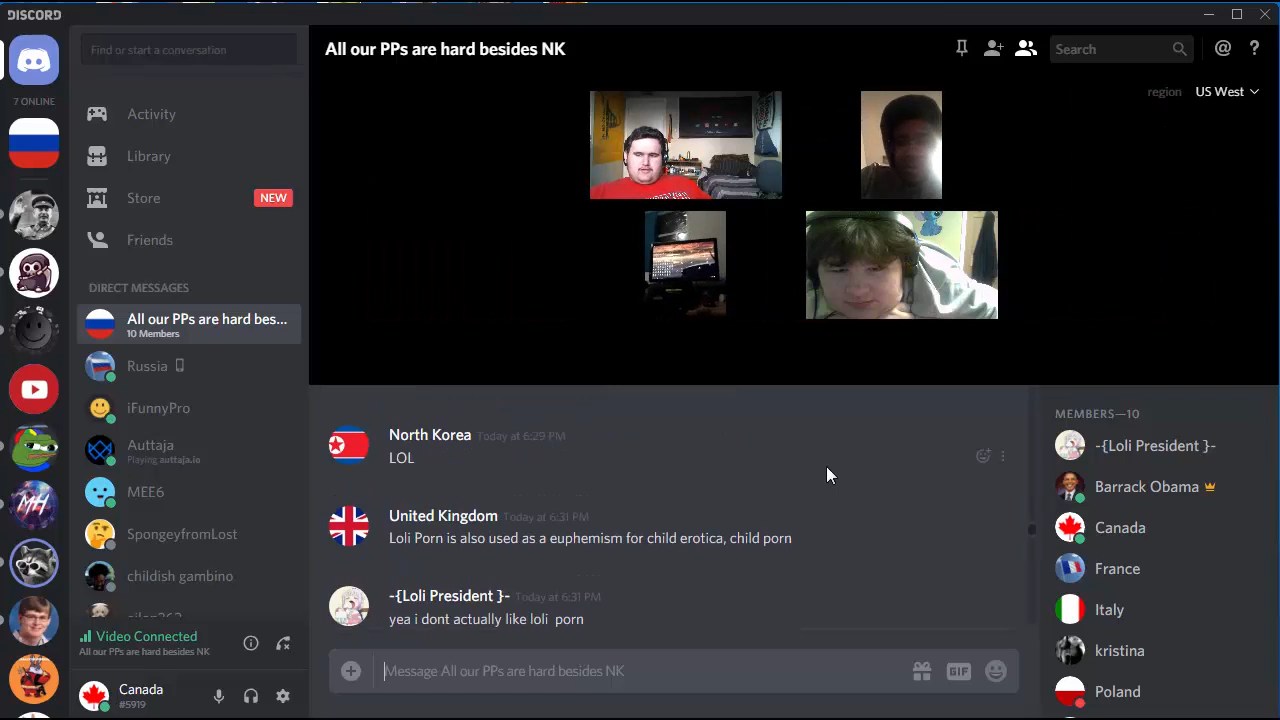 DISCORD
Find or start a conversation
All our PPs are hard besides NK
Search
region US West
7 ONLINE
Activity
Library
Store NEW
Friends
DIRECT MESSAGES
All our PPs are hard bes...
10 Members
Russia
iFunnyPro
Auttaja
Playing auttaja.io
MEE6
SpongeyfromLost
childish gambino
Video Connected
All our PPs are hard besides NK
Canada
#5919
North Korea Today at 6:29 PM
LOL
United Kingdom Today at 6:31 PM
Loli Porn is also used as a euphemism for child erotica, child porn
-{Loli President }- Today at 6:31 PM
yea i dont actually like loli porn
Message All our PPs are hard besides NK
GIF
MEMBERS—10
-{Loli President }-
Barrack Obama
Canada
France
Italy
kristina
Poland